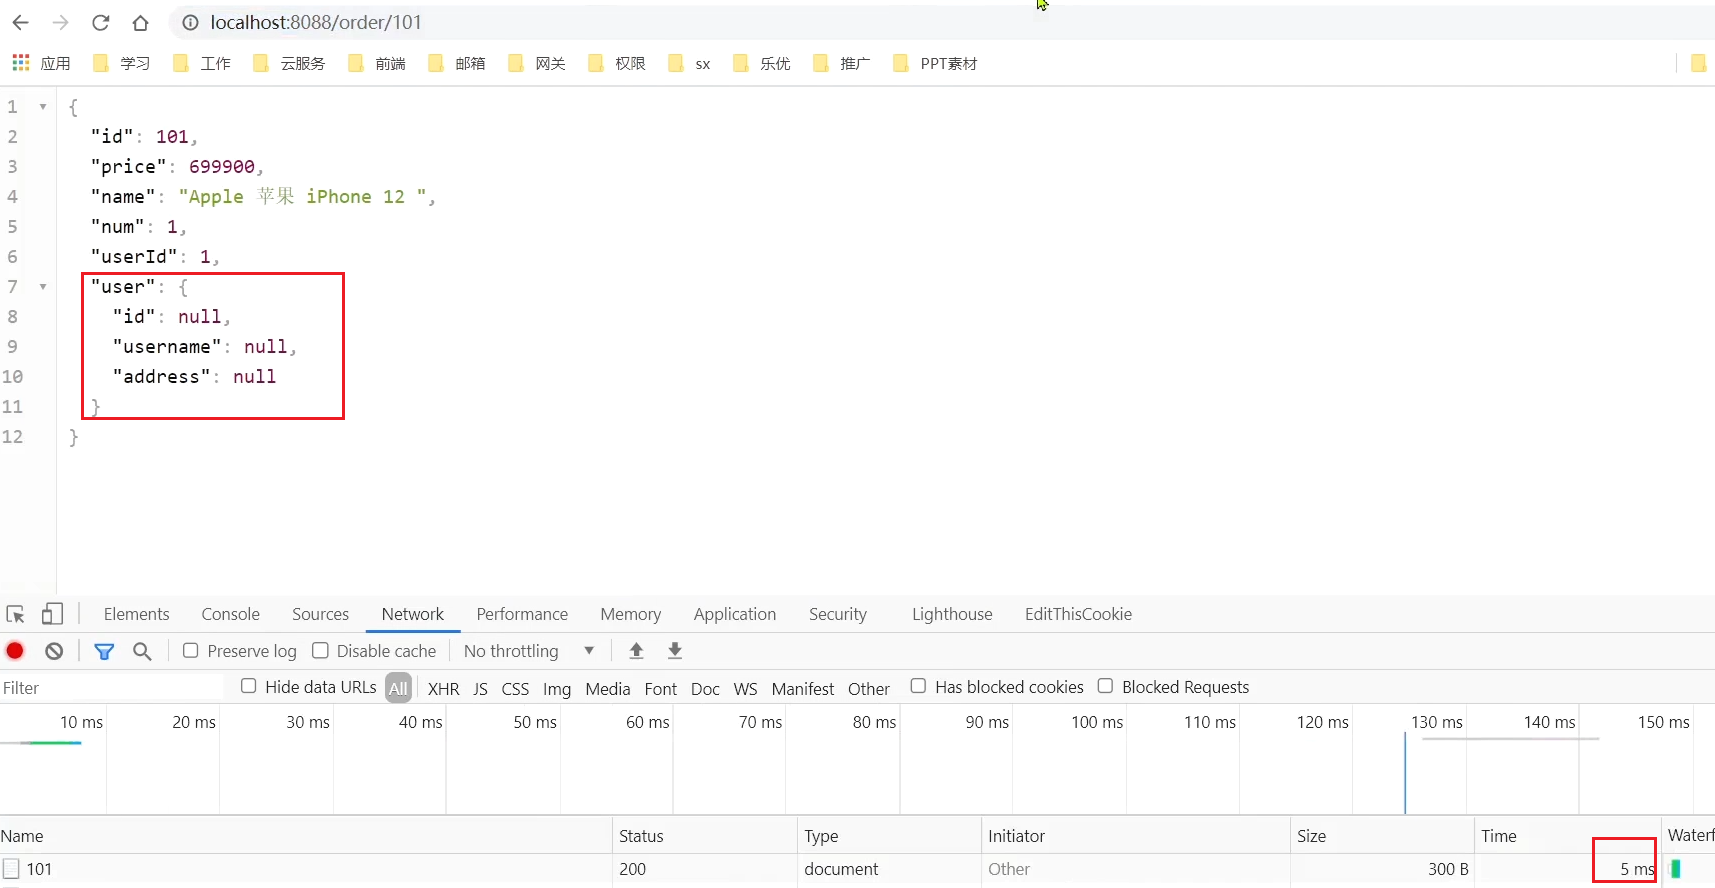 localhost:8088/order/101
应用 学习 工作 云服务 前端 邮箱 网关 权限 sx 乐优 推广 PPT素材
1 {
2 "id": 101,
3 "price": 699900,
4 "name": "Apple 苹果 iPhone 12 ",
5 "num": 1,
6 "userId": 1,
7 "user": {
8 "id": null,
9 "username": null,
10 "address": null
11 }
12 }
Elements Console Sources Network Performance Memory Application Security Lighthouse EditThisCookie
Preserve log Disable cache No throttling
Filter Hide data URLs All XHR JS CSS Img Media Font Doc WS Manifest Other Has blocked cookies Blocked Requests
10 ms 20 ms 30 ms 40 ms 50 ms 60 ms 70 ms 80 ms 90 ms 100 ms 110 ms 120 ms 130 ms 140 ms 150 ms
Name Status Type Initiator Size Time Waterf
101 200 document Other 300 B 5 ms